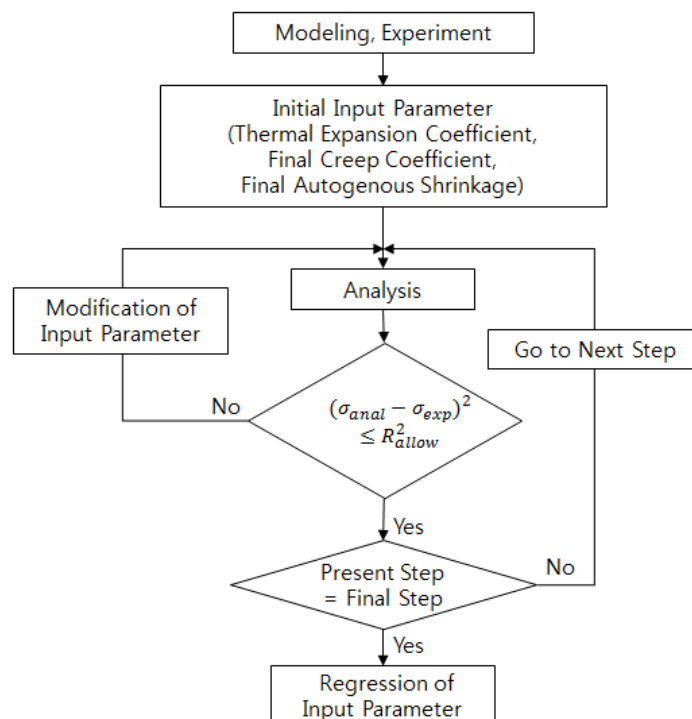 Modeling, Experiment
Initial Input Parameter
(Thermal Expansion Coefficient,
Final Creep Coefficient,
Final Autogenous Shrinkage)
Analysis
Modification of
Input Parameter
Go to Next Step
No
(σ_anal − σ_exp)²
≤ R²_allow
Yes
Present Step
= Final Step
No
Yes
Regression of
Input Parameter